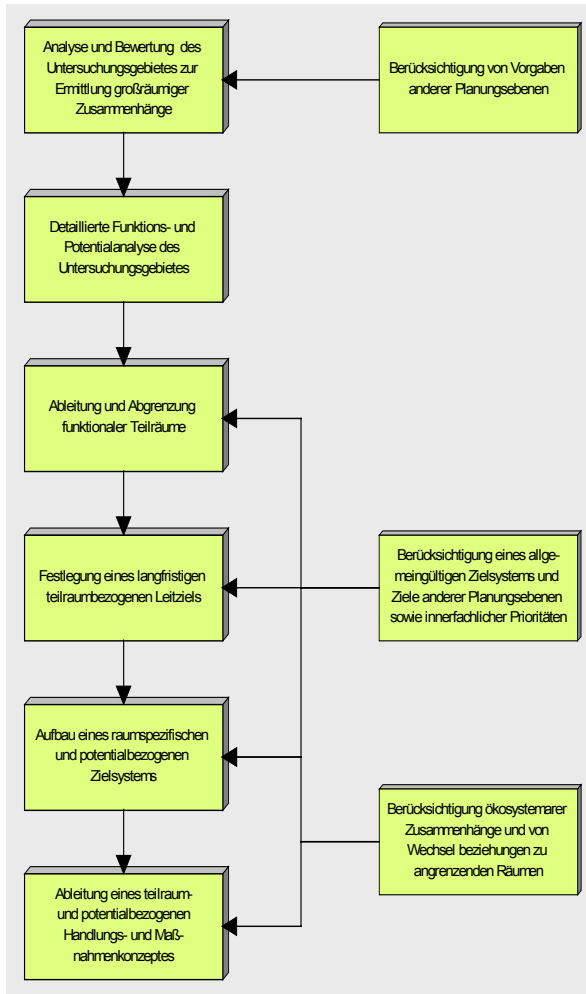 Analyse und Bewertung des
Untersuchungsgebietes zur
Ermittlung großräumiger
Zusammenhänge
Berücksichtigung von Vorgaben
anderer Planungsebenen
Detaillierte Funktions- und
Potentialanalyse des
Untersuchungsgebietes
Ableitung und Abgrenzung
funktionaler Teilräume
Festlegung eines langfristigen
teilraumbezogenen Leitziels
Berücksichtigung eines allge-
meingültigen Zielsystems und
Ziele anderer Planungsebenen
sowie innerfachlicher Prioritäten
Aufbau eines raumspezifischen
und potentialbezogenen
Zielsystems
Berücksichtigung ökosystemarer
Zusammenhänge und von
Wechsel beziehungen zu
angrenzenden Räumen
Ableitung eines teilraum-
und potentialbezogenen
Handlungs- und Maß-
nahmenkonzeptes